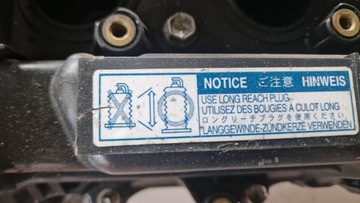 NOTICE ご注意 HINWEIS
USE LONG REACH PLUG
UTILISEZ DES BOUGIES À CULOT LONG
ロングリーチプラグを使用ください
"LANGGEWINDE-ZÜNDKERZE VERWENDEN"